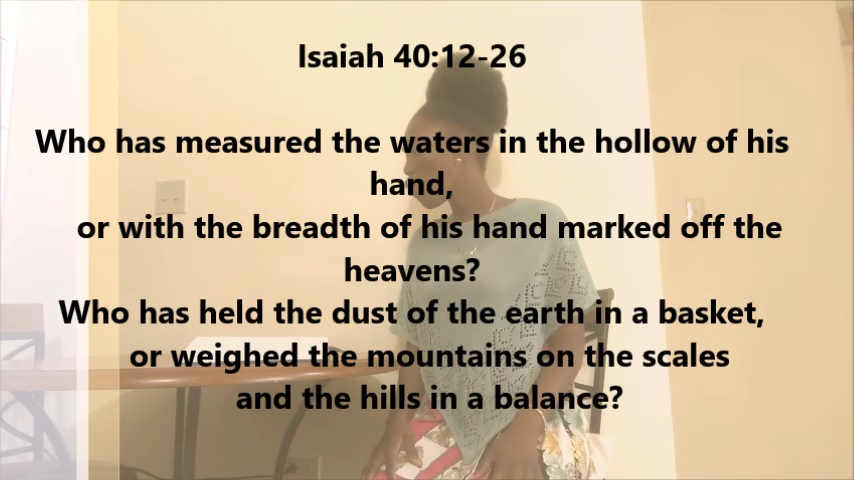 Isaiah 40:12-26
Who has measured the waters in the hollow of his
hand,
or with the breadth of his hand marked off the
heavens?
Who has held the dust of the earth in a basket,
or weighed the mountains on the scales
and the hills in a balance?